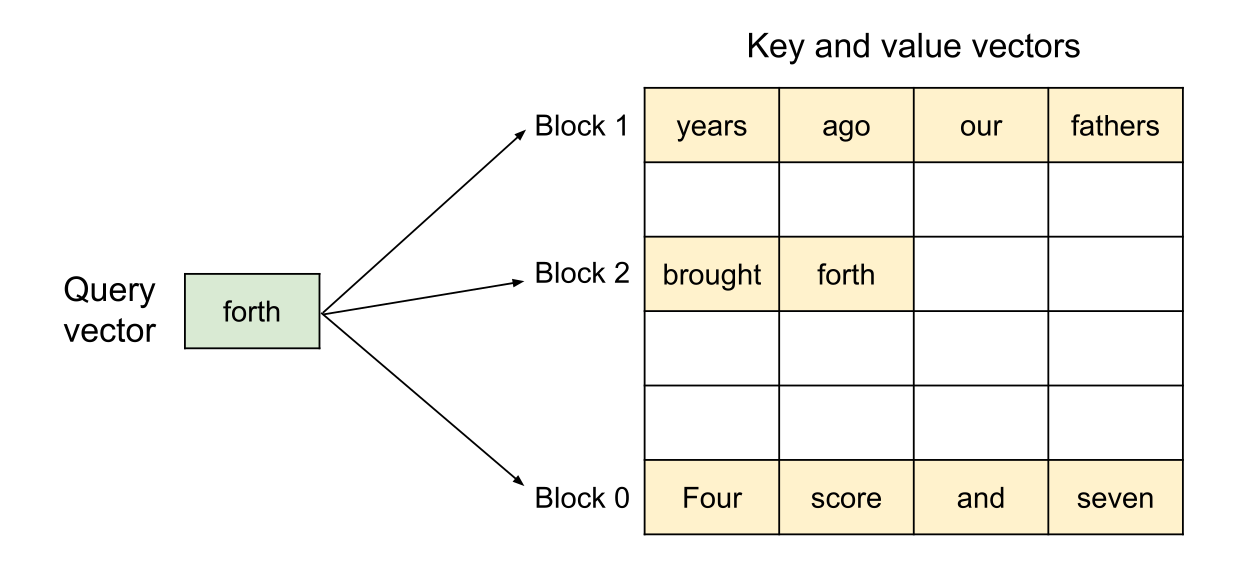 Key and value vectors
Block 1 years ago our fathers
Block 2 brought forth
Query
vector
forth
Block 0 Four score and seven